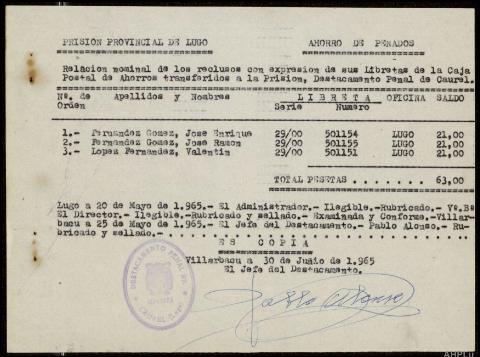 PRISION PROVINCIAL DE LUGO AHORRO DE PENADOS
Relacion nominal de los reclusos con expresion de sus Libretas de la Caja
Postal de Ahorros transferidos a la Prision, Destacamento Penal de Caurel.
Nº. de Apellidos y Nombres L I B R E T A OFICINA SALDO
Orden Serie Numero
1.- Fernandez Gomez, Jose Enrique 29/00 501154 LUGO 21,00
2.- Fernandez Gomez, Jose Ramon 29/00 501155 LUGO 21,00
3.- Lopez Fernandez, Valentin 29/00 501151 LUGO 21,00
TOTAL PESETAS . . . . . . 63,00
Lugo a 20 de Mayo de 1.965.- El Administrador.- Ilegible.-Rubricado.- Vº.Bº
El Director.- Ilegible.-Rubricado y sellado.- Examinada y Conforme.-Villar-
bacu a 25 de Mayo de 1.965.- El Jefe del Destacamento.- Pablo Alonso.- Ru-
bricado y sellado.-
ES COPIA
Villarbacu a 30 de Junio de 1.965
El Jefe del Destacamento.
DESTACAMENTO PENAL
CAUREL
Pablo Alonso